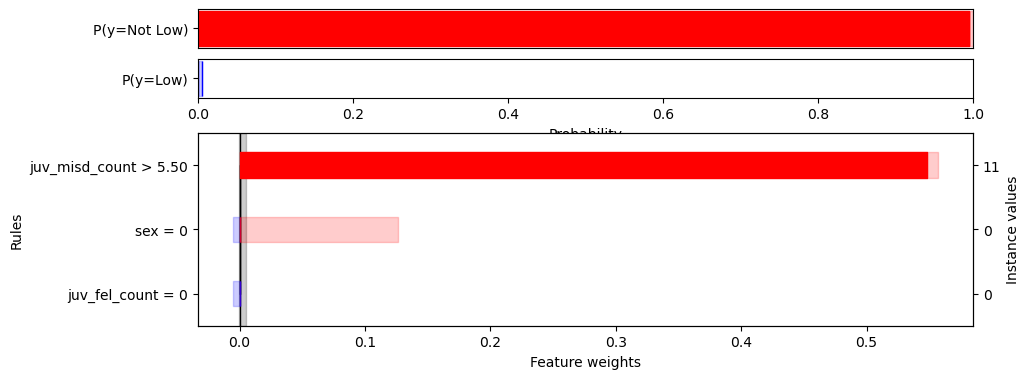 P(y=Not Low)
P(y=Low)
0.0 0.2 0.4 0.6 0.8 1.0
Probability
juv_misd_count > 5.50 11
sex = 0 0
juv_fel_count = 0 0
Rules
Instance values
0.0 0.1 0.2 0.3 0.4 0.5
Feature weights